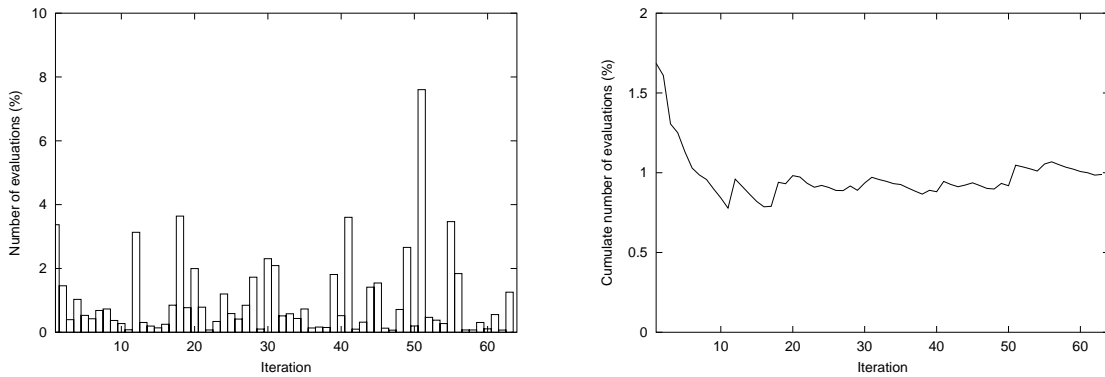 Number of evaluations (%)
10
8
6
4
2
0
10 20 30 40 50 60
Iteration
Cumulate number of evaluations (%)
2
1.5
1
0.5
0
10 20 30 40 50 60
Iteration